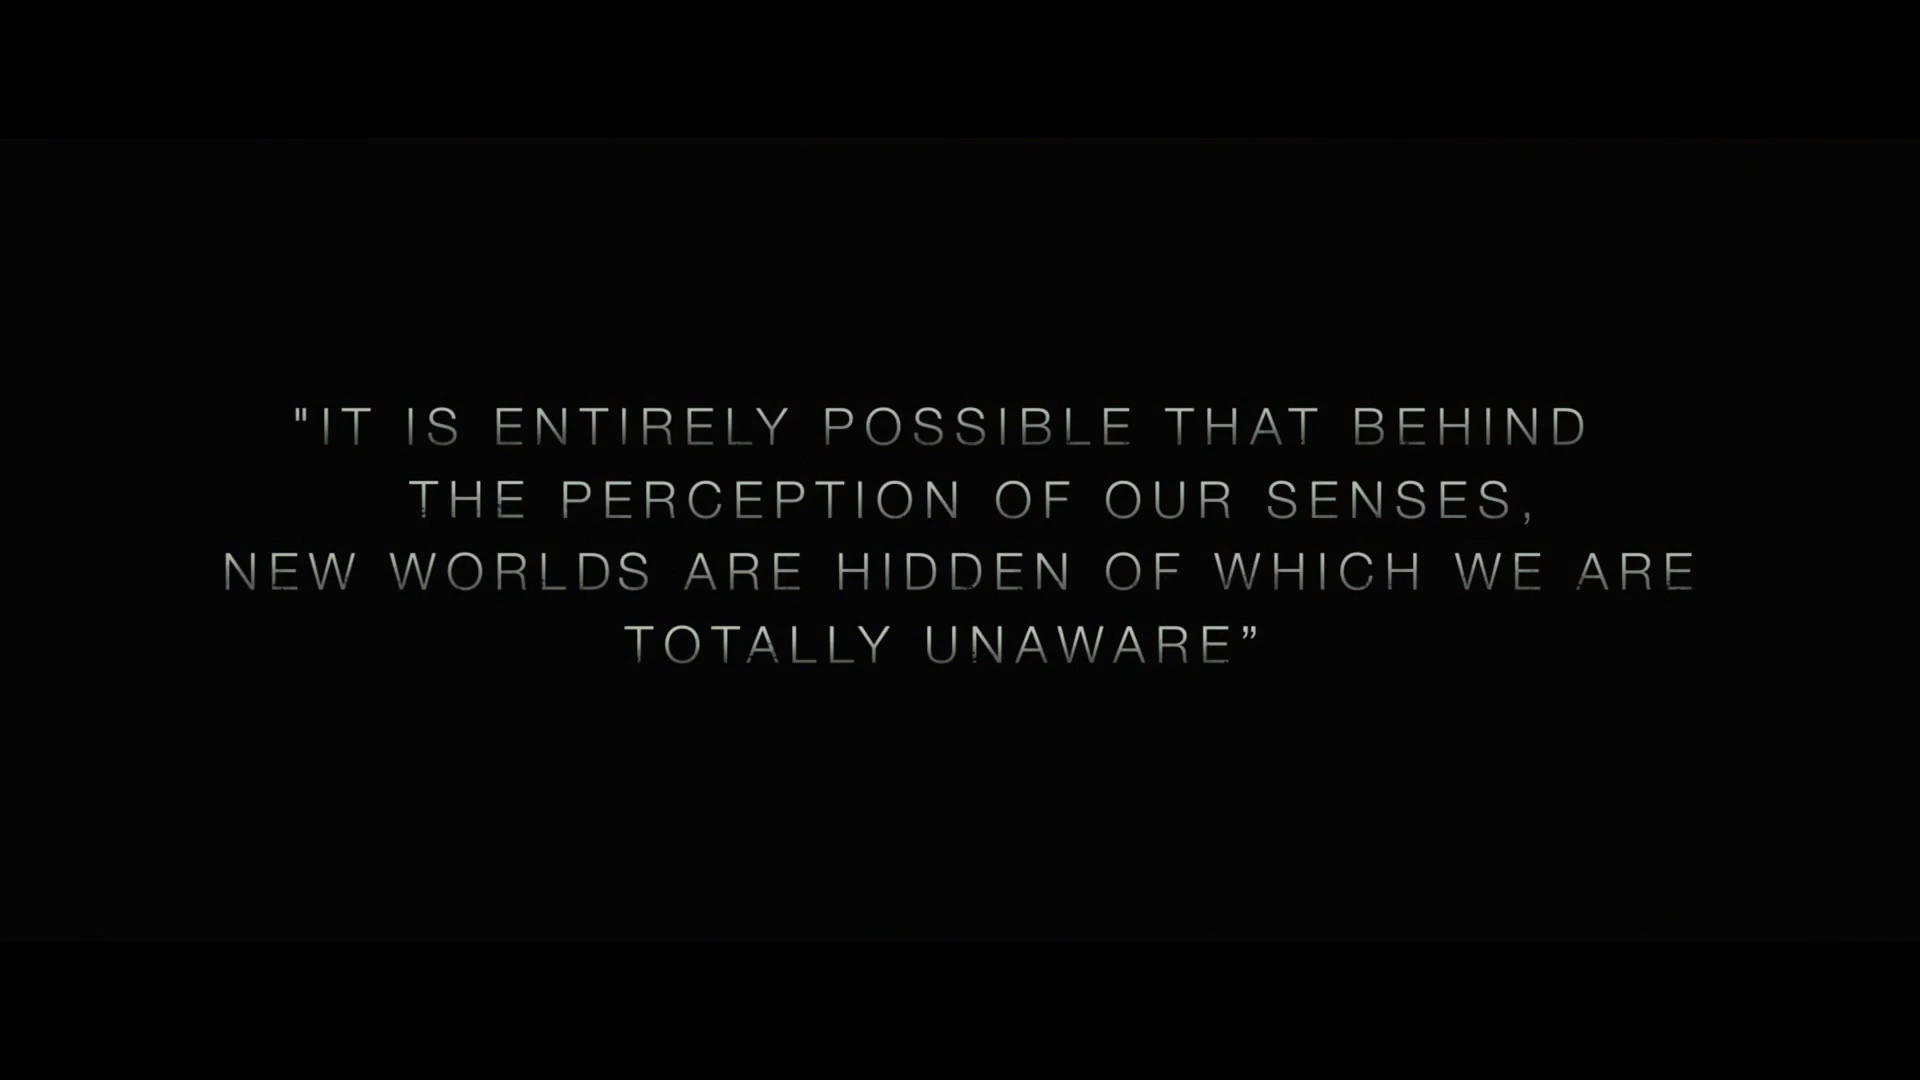 "IT IS ENTIRELY POSSIBLE THAT BEHIND
THE PERCEPTION OF OUR SENSES,
NEW WORLDS ARE HIDDEN OF WHICH WE ARE
TOTALLY UNAWARE”